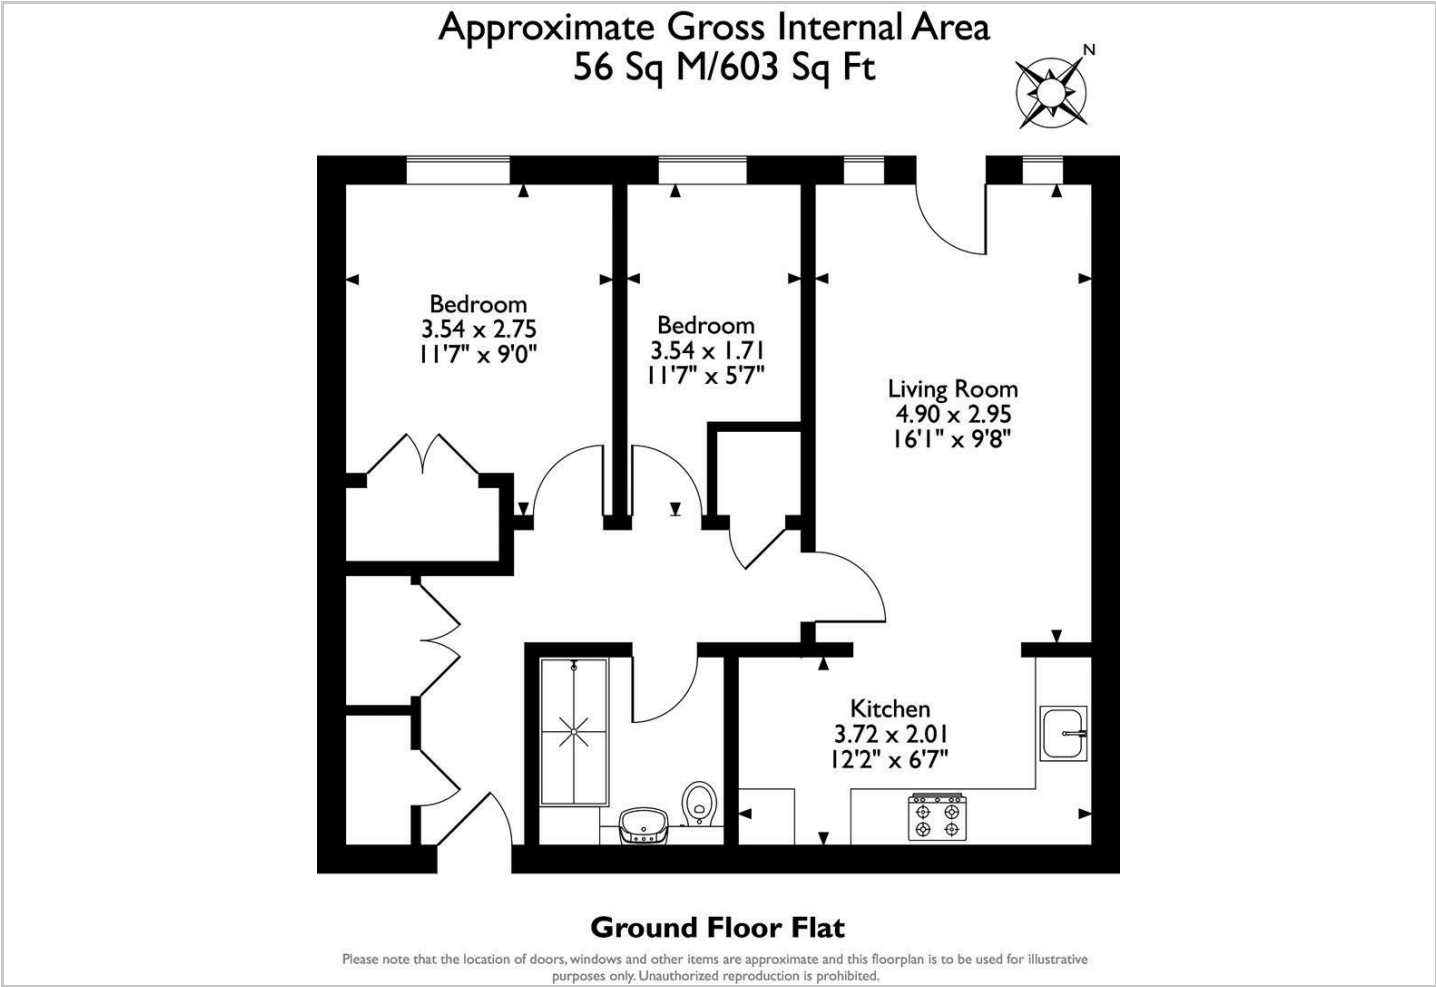 Approximate Gross Internal Area
56 Sq M/603 Sq Ft
N
Bedroom
3.54 x 2.75
11'7" x 9'0"
Bedroom
3.54 x 1.71
11'7" x 5'7"
Living Room
4.90 x 2.95
16'1" x 9'8"
Kitchen
3.72 x 2.01
12'2" x 6'7"
Ground Floor Flat
Please note that the location of doors, windows and other items are approximate and this floorplan is to be used for illustrative
purposes only. Unauthorized reproduction is prohibited.